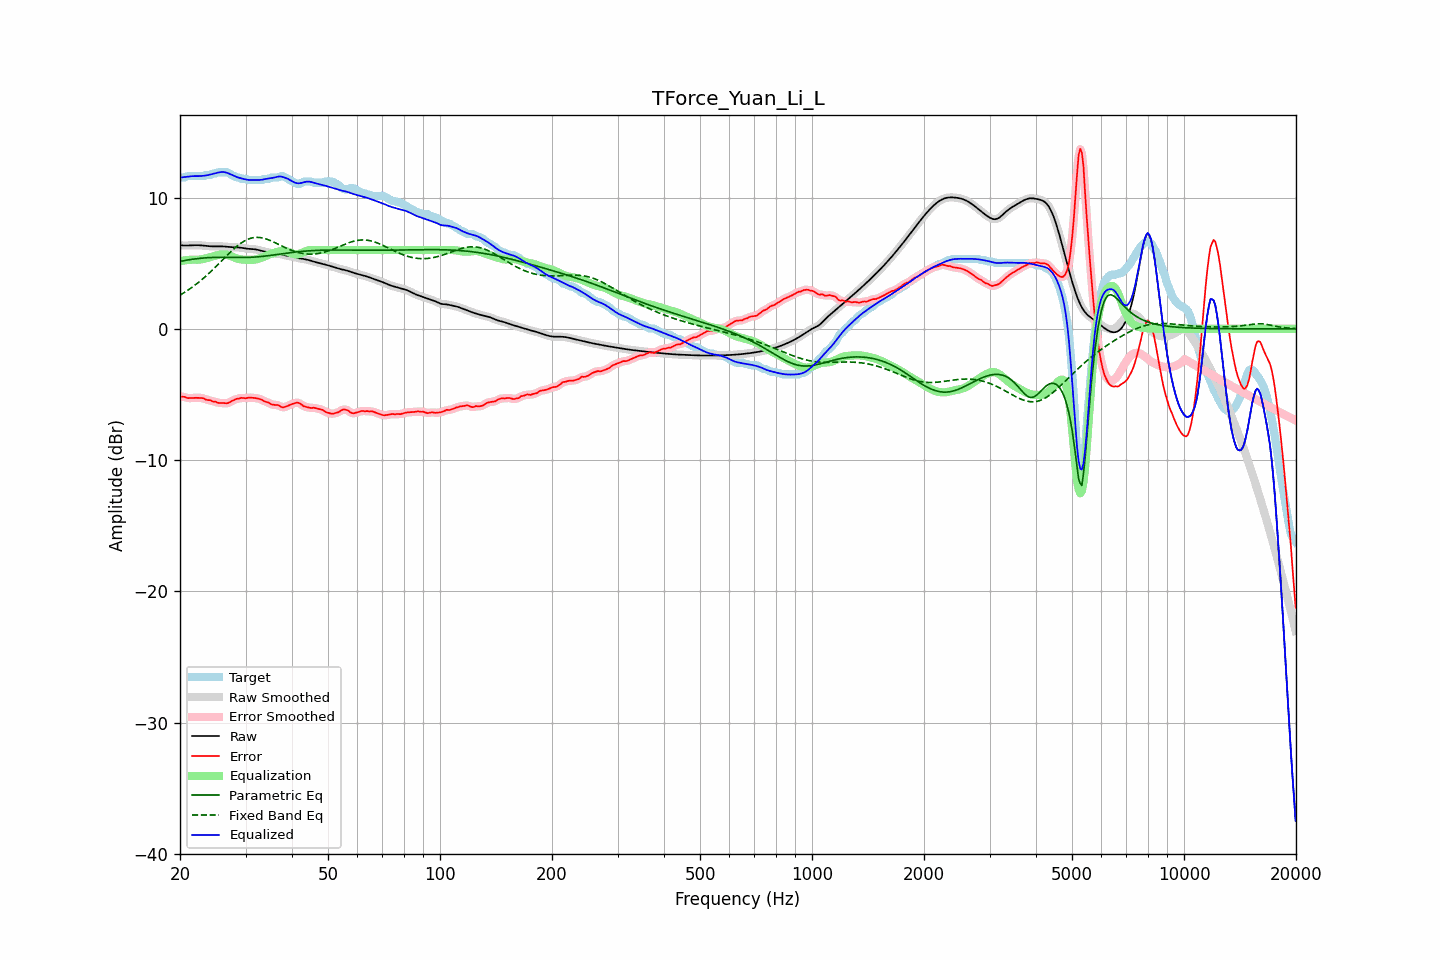 TForce_Yuan_Li_L
Amplitude (dBr)
10
0
−10
−20
−30
−40
Target
Raw Smoothed
Error Smoothed
Raw
Error
Equalization
Parametric Eq
Fixed Band Eq
Equalized
20 50 100 200 500 1000 2000 5000 10000 20000
Frequency (Hz)